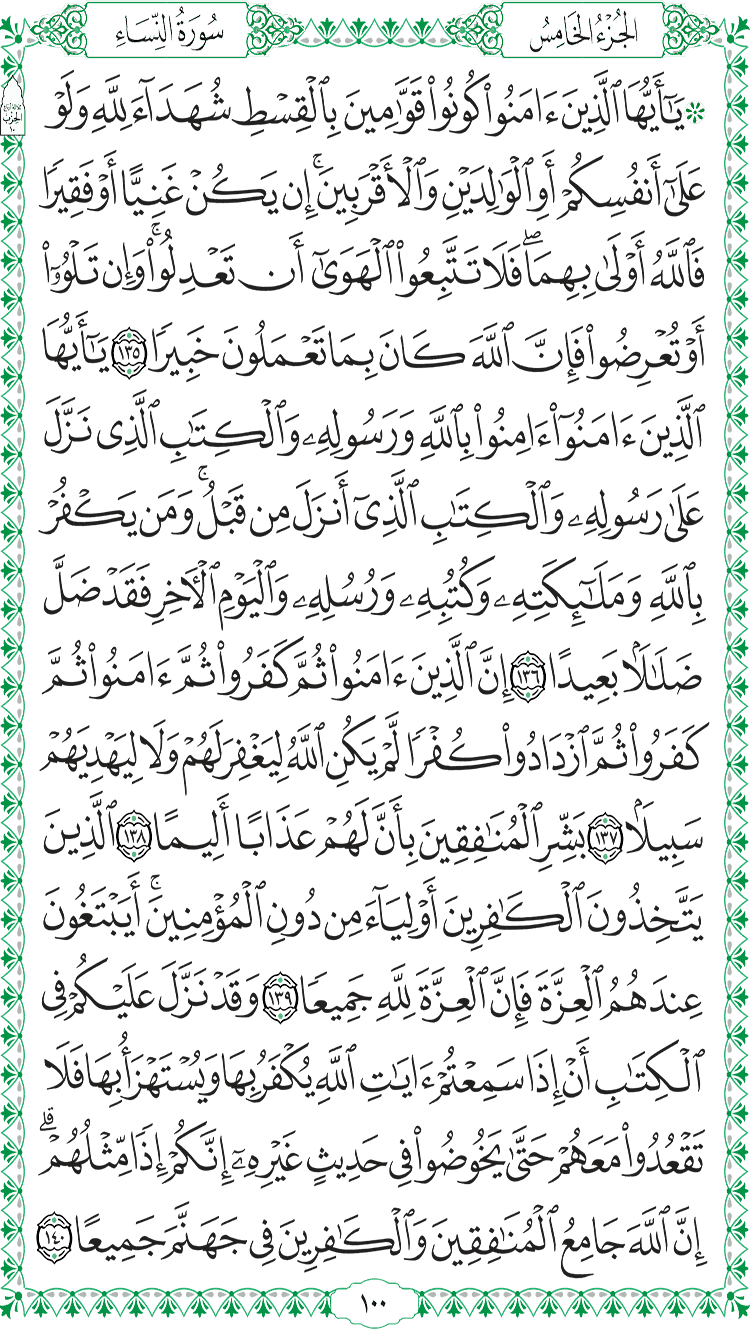 الجُزْءُ الخَامِسُ
سُورَةُ النِّسَاءِ
۞ يَٰٓأَيُّهَا ٱلَّذِينَ ءَامَنُواْ كُونُواْ قَوَّٰمِينَ بِٱلۡقِسۡطِ شُهَدَآءَ لِلَّهِ وَلَوۡ
عَلَىٰٓ أَنفُسِكُمۡ أَوِ ٱلۡوَٰلِدَيۡنِ وَٱلۡأَقۡرَبِينَۚ إِن يَكُنۡ غَنِيًّا أَوۡ فَقِيرٗا
فَٱللَّهُ أَوۡلَىٰ بِهِمَاۖ فَلَا تَتَّبِعُواْ ٱلۡهَوَىٰٓ أَن تَعۡدِلُواْۚ وَإِن تَلۡوُۥٓاْ
أَوۡ تُعۡرِضُواْ فَإِنَّ ٱللَّهَ كَانَ بِمَا تَعۡمَلُونَ خَبِيرٗا ١٣٥ يَٰٓأَيُّهَا
ٱلَّذِينَ ءَامَنُوٓاْ ءَامِنُواْ بِٱللَّهِ وَرَسُولِهِۦ وَٱلۡكِتَٰبِ ٱلَّذِي نَزَّلَ
عَلَىٰ رَسُولِهِۦ وَٱلۡكِتَٰبِ ٱلَّذِيٓ أَنزَلَ مِن قَبۡلُۚ وَمَن يَكۡفُرۡ
بِٱللَّهِ وَمَلَٰٓئِكَتِهِۦ وَكُتُبِهِۦ وَرُسُلِهِۦ وَٱلۡيَوۡمِ ٱلۡأٓخِرِ فَقَدۡ ضَلَّ
ضَلَٰلَۢا بَعِيدًا ١٣٦ إِنَّ ٱلَّذِينَ ءَامَنُواْ ثُمَّ كَفَرُواْ ثُمَّ ءَامَنُواْ ثُمَّ
كَفَرُواْ ثُمَّ ٱزۡدَادُواْ كُفۡرٗا لَّمۡ يَكُنِ ٱللَّهُ لِيَغۡفِرَ لَهُمۡ وَلَا لِيَهۡدِيَهُمۡ
سَبِيلَۢا ١٣٧ بَشِّرِ ٱلۡمُنَٰفِقِينَ بِأَنَّ لَهُمۡ عَذَابًا أَلِيمًا ١٣٨ ٱلَّذِينَ
يَتَّخِذُونَ ٱلۡكَٰفِرِينَ أَوۡلِيَآءَ مِن دُونِ ٱلۡمُؤۡمِنِينَۚ أَيَبۡتَغُونَ
عِندَهُمُ ٱلۡعِزَّةَ فَإِنَّ ٱلۡعِزَّةَ لِلَّهِ جَمِيعٗا ١٣٩ وَقَدۡ نَزَّلَ عَلَيۡكُمۡ فِي
ٱلۡكِتَٰبِ أَنۡ إِذَا سَمِعۡتُمۡ ءَايَٰتِ ٱللَّهِ يُكۡفَرُ بِهَا وَيُسۡتَهۡزَأُ بِهَا فَلَا
تَقۡعُدُواْ مَعَهُمۡ حَتَّىٰ يَخُوضُواْ فِي حَدِيثٍ غَيۡرِهِۦٓ إِنَّكُمۡ إِذٗا مِّثۡلُهُمۡۗ
إِنَّ ٱللَّهَ جَامِعُ ٱلۡمُنَٰفِقِينَ وَٱلۡكَٰفِرِينَ فِي جَهَنَّمَ جَمِيعًا ١٤٠
١٠٠